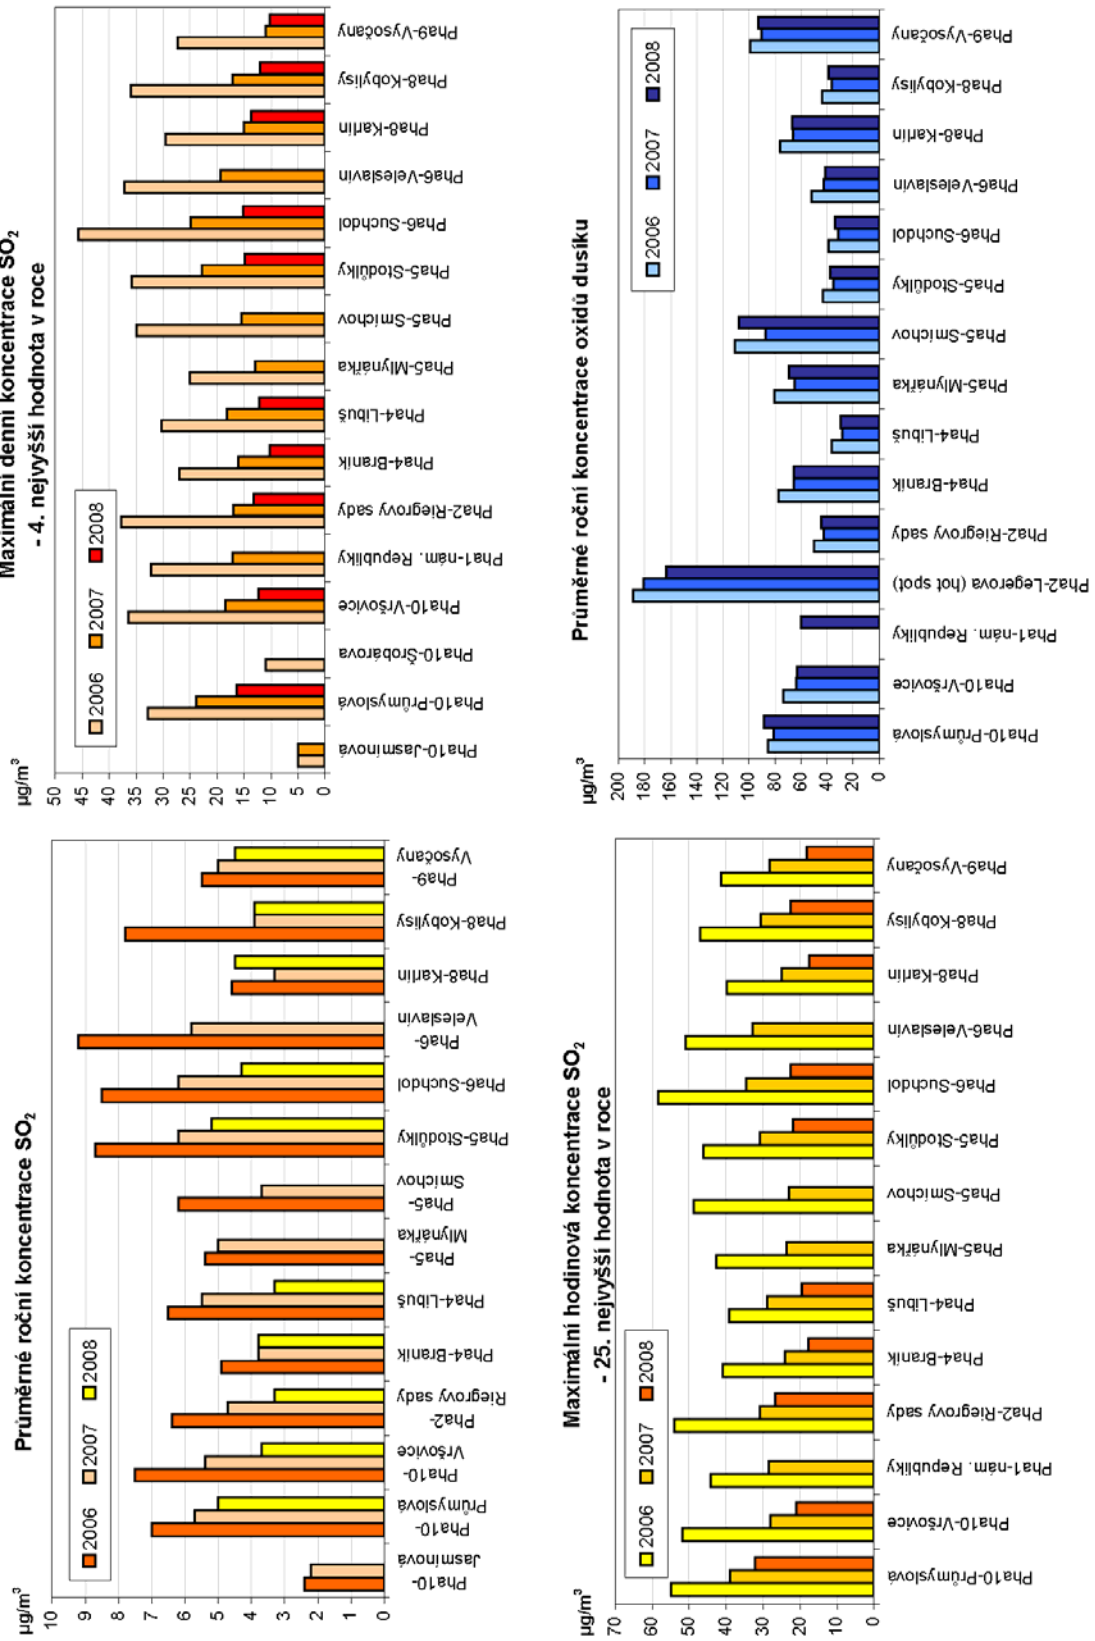 Průměrné roční koncentrace SO2
µg/m3
10
9
8
7
6
5
4
3
2
1
0
2006
2007
2008
Pha10-
Jasmínová
Pha10-
Průmyslová
Pha10-
Vršovice
Pha2-
Riegrovy sady
Pha4-Braník
Pha4-Libuš
Pha5-
Mlynářka
Pha5-
Smíchov
Pha5-Stodůlky
Pha6-Suchdol
Pha6-
Veleslavín
Pha8-Karlín
Pha8-Kobylisy
Pha9-
Vysočany
Maximální denní koncentrace SO2
- 4. nejvyšší hodnota v roce
µg/m3
50
45
40
35
30
25
20
15
10
5
0
2006
2007
2008
Pha10-Jasmínová
Pha10-Průmyslová
Pha10-Šrobárova
Pha10-Vršovice
Pha1-nám. Republiky
Pha2-Riegrovy sady
Pha4-Braník
Pha4-Libuš
Pha5-Mlynářka
Pha5-Smíchov
Pha5-Stodůlky
Pha6-Suchdol
Pha6-Veleslavín
Pha8-Karlín
Pha8-Kobylisy
Pha9-Vysočany
Maximální hodinová koncentrace SO2
- 25. nejvyšší hodnota v roce
µg/m3
70
60
50
40
30
20
10
0
2006
2007
2008
Pha10-Průmyslová
Pha10-Vršovice
Pha1-nám. Republiky
Pha2-Riegrovy sady
Pha4-Braník
Pha4-Libuš
Pha5-Mlynářka
Pha5-Smíchov
Pha5-Stodůlky
Pha6-Suchdol
Pha6-Veleslavín
Pha8-Karlín
Pha8-Kobylisy
Pha9-Vysočany
Průměrné roční koncentrace oxidů dusíku
µg/m3
200
180
160
140
120
100
80
60
40
20
0
2006
2007
2008
Pha10-Průmyslová
Pha10-Vršovice
Pha1-nám. Republiky
Pha2-Legerova (hot spot)
Pha2-Riegrovy sady
Pha4-Braník
Pha4-Libuš
Pha5-Mlynářka
Pha5-Smíchov
Pha5-Stodůlky
Pha6-Suchdol
Pha6-Veleslavín
Pha8-Karlín
Pha8-Kobylisy
Pha9-Vysočany